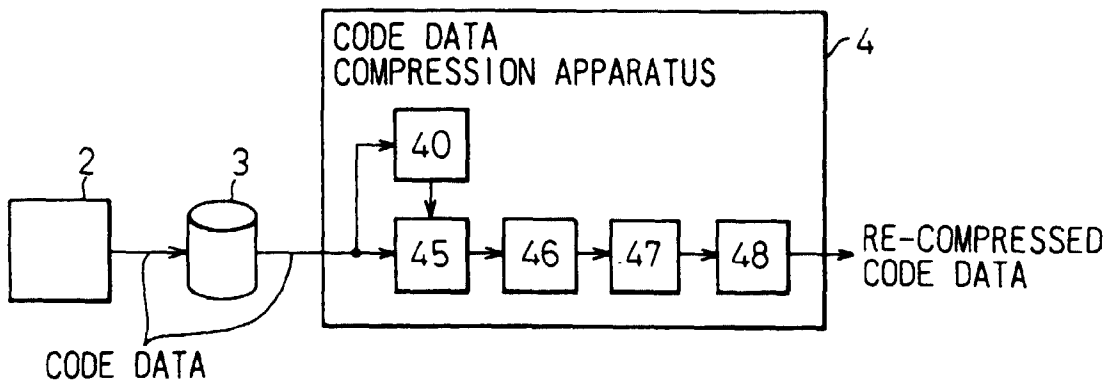 CODE DATA
COMPRESSION APPARATUS
4
40
2
3
45
46
47
48
RE-COMPRESSED
CODE DATA
CODE DATA